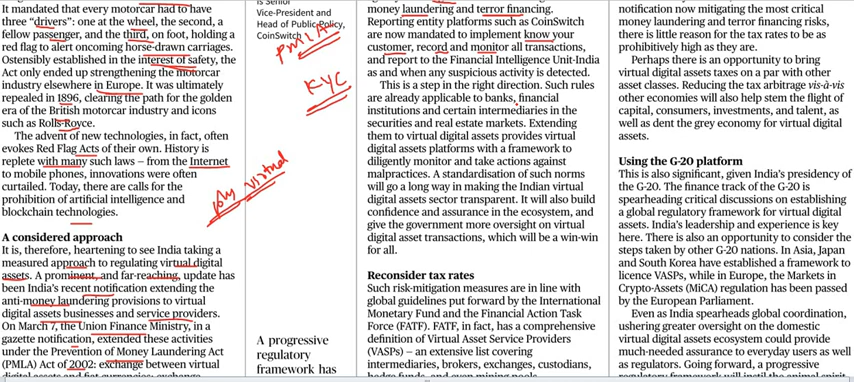 It mandated that every motorcar had to have
three “drivers”: one at the wheel, the second, a
fellow passenger, and the third, on foot, holding a
red flag to alert oncoming horse-drawn carriages.
Ostensibly established in the interest of safety, the
Act only ended up strengthening the motorcar
industry elsewhere in Europe. It was ultimately
repealed in 1896, clearing the path for the golden
era of the British motorcar industry and icons
such as Rolls-Royce.
The advent of new technologies, in fact, often
evokes Red Flag Acts of their own. History is
replete with many such laws – from the Internet
to mobile phones, innovations were often
curtailed. Today, there are calls for the
prohibition of artificial intelligence and
blockchain technologies.
A considered approach
It is, therefore, heartening to see India taking a
measured approach to regulating virtual digital
assets. A prominent, and far-reaching, update has
been India’s recent notification extending the
anti-money laundering provisions to virtual
digital assets businesses and service providers.
On March 7, the Union Finance Ministry, in a
gazette notification, extended these activities
under the Prevention of Money Laundering Act
(PMLA) Act of 2002: exchange between virtual
digital assets and fiat currencies; exchange
is Senior
Vice-President and
Head of Public Policy,
CoinSwitch
PMLA
KYC
virtual
A progressive
regulatory
framework has
money laundering and terror financing.
Reporting entity platforms such as CoinSwitch
are now mandated to implement know your
customer, record and monitor all transactions,
and report to the Financial Intelligence Unit-India
as and when any suspicious activity is detected.
This is a step in the right direction. Such rules
are already applicable to banks, financial
institutions and certain intermediaries in the
securities and real estate markets. Extending
them to virtual digital assets provides virtual
digital assets platforms with a framework to
diligently monitor and take actions against
malpractices. A standardisation of such norms
will go a long way in making the Indian virtual
digital assets sector transparent. It will also build
confidence and assurance in the ecosystem, and
give the government more oversight on virtual
digital asset transactions, which will be a win-win
for all.
Reconsider tax rates
Such risk-mitigation measures are in line with
global guidelines put forward by the International
Monetary Fund and the Financial Action Task
Force (FATF). FATF, in fact, has a comprehensive
definition of Virtual Asset Service Providers
(VASPs) – an extensive list covering
intermediaries, brokers, exchanges, custodians,
hedge funds, and even mining pools.
notification now mitigating the most critical
money laundering and terror financing risks,
there is little reason for the tax rates to be as
prohibitively high as they are.
Perhaps there is an opportunity to bring
virtual digital assets taxes on a par with other
asset classes. Reducing the tax arbitrage vis-à-vis
other economies will also help stem the flight of
capital, consumers, investments, and talent, as
well as dent the grey economy for virtual digital
assets.
Using the G-20 platform
This is also significant, given India’s presidency of
the G-20. The finance track of the G-20 is
spearheading critical discussions on establishing
a global regulatory framework for virtual digital
assets. India’s leadership and experience is key
here. There is also an opportunity to consider the
steps taken by other G-20 nations. In Asia, Japan
and South Korea have established a framework to
licence VASPs, while in Europe, the Markets in
Crypto-Assets (MiCA) regulation has been passed
by the European Parliament.
Even as India spearheads global coordination,
ushering greater oversight on the domestic
virtual digital assets ecosystem could provide
much-needed assurance to everyday users as well
as regulators. Going forward, a progressive
regulatory framework will instil the animal spirit